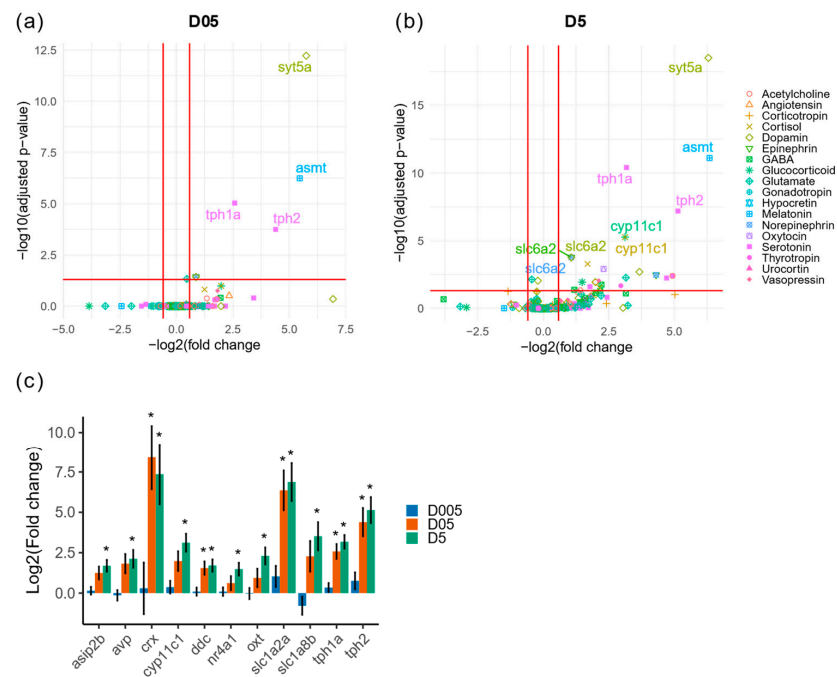 (a)
D05
12.5
10.0
7.5
5.0
2.5
0.0
−log10(adjusted p−value)
syt5a
asmt
tph1a
tph2
−5.0
−2.5
0.0
2.5
5.0
7.5
−log2(fold change
(b)
D5
15
10
5
0
−log10(adjusted p−value)
syt5a
asmt
tph1a
tph2
cyp11c1
slc6a2
slc6a2
cyp11c1
slc6a2
−2.5
0.0
2.5
5.0
−log2(fold change
Acetylcholine
Angiotensin
Corticotropin
Cortisol
Dopamin
Epinephrin
GABA
Glucocorticoid
Glutamate
Gonadotropin
Hypocretin
Melatonin
Norepinephrin
Oxytocin
Serotonin
Thyrotropin
Urocortin
Vasopressin
(c)
10.0
7.5
5.0
2.5
0.0
Log2(Fold change)
* * * * * * * * * * * * * * * *
asip2b
avp
crx
cyp11c1
ddc
nr4a1
oxt
slc1a2a
slc1a8b
tph1a
tph2
D005
D05
D5